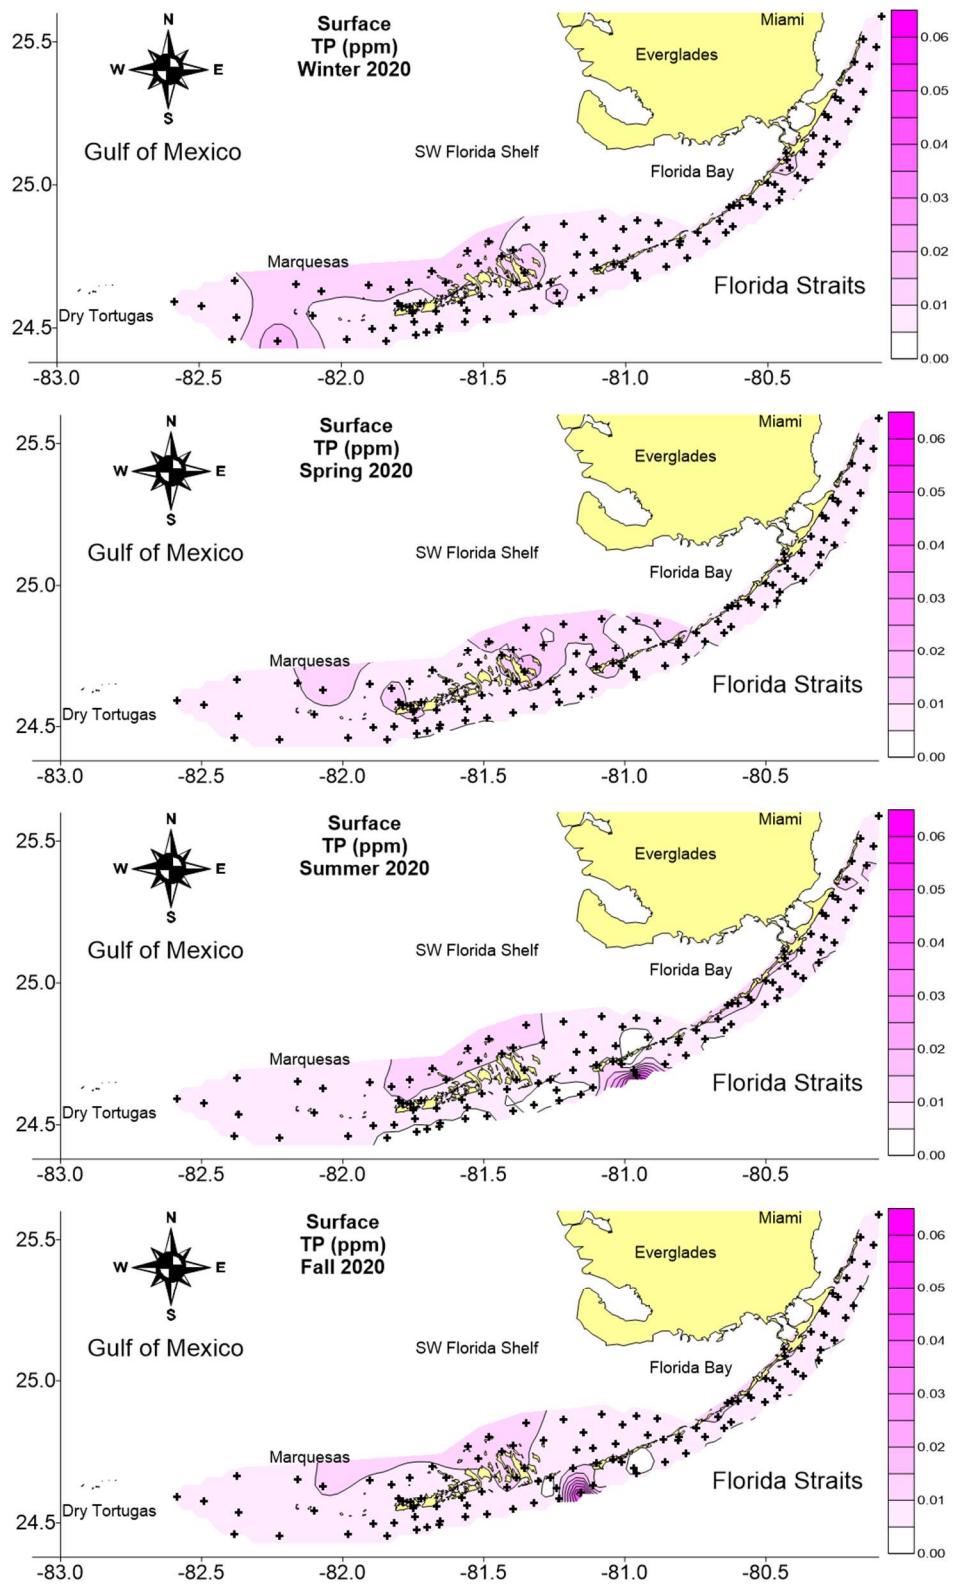 Surface
TP (ppm)
Winter 2020
N
W E
S
Gulf of Mexico
SW Florida Shelf
Miami
Everglades
Florida Bay
Marquesas
Florida Straits
Dry Tortugas
25.5
25.0
24.5
-83.0 -82.5 -82.0 -81.5 -81.0 -80.5
0.06
0.05
0.04
0.03
0.02
0.01
0.00
Surface
TP (ppm)
Spring 2020
N
W E
S
Gulf of Mexico
SW Florida Shelf
Miami
Everglades
Florida Bay
Marquesas
Florida Straits
Dry Tortugas
25.5
25.0
24.5
-83.0 -82.5 -82.0 -81.5 -81.0 -80.5
0.06
0.05
0.04
0.03
0.02
0.01
0.00
Surface
TP (ppm)
Summer 2020
N
W E
S
Gulf of Mexico
SW Florida Shelf
Miami
Everglades
Florida Bay
Marquesas
Florida Straits
Dry Tortugas
25.5
25.0
24.5
-83.0 -82.5 -82.0 -81.5 -81.0 -80.5
0.06
0.05
0.04
0.03
0.02
0.01
0.00
Surface
TP (ppm)
Fall 2020
N
W E
S
Gulf of Mexico
SW Florida Shelf
Miami
Everglades
Florida Bay
Marquesas
Florida Straits
Dry Tortugas
25.5
25.0
24.5
-83.0 -82.5 -82.0 -81.5 -81.0 -80.5
0.06
0.05
0.04
0.03
0.02
0.01
0.00